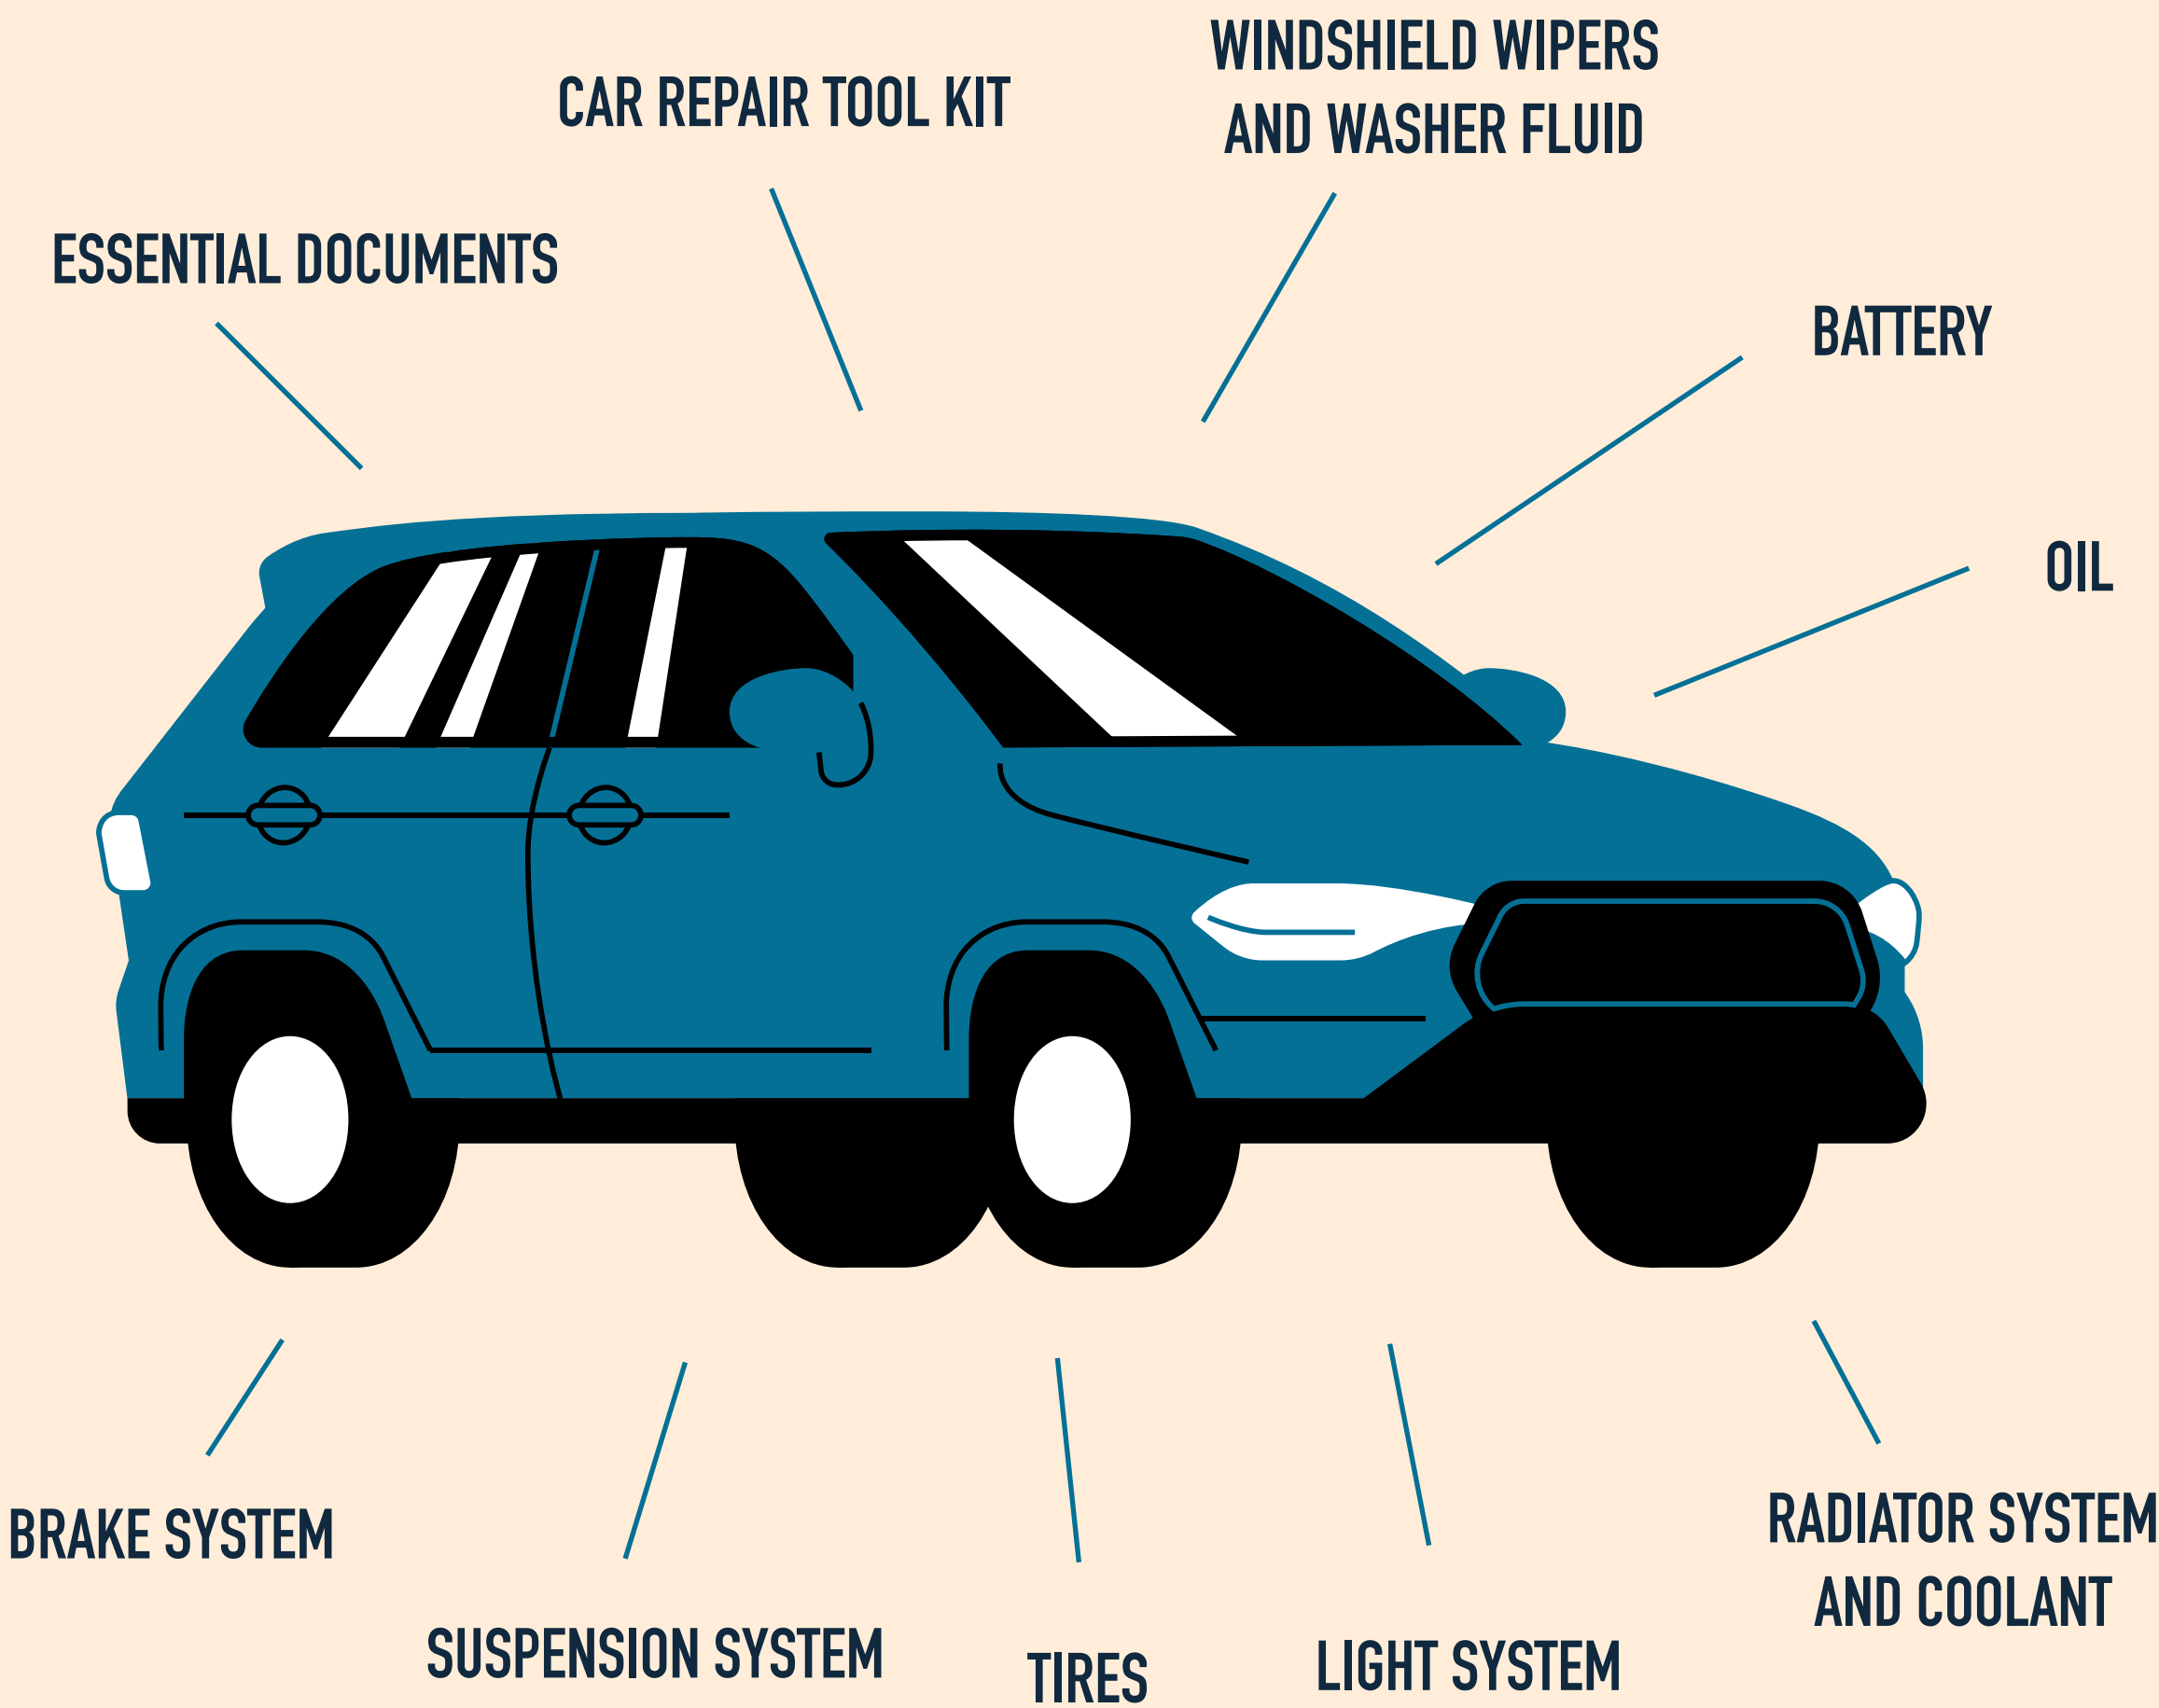 WINDSHIELD WIPERS
AND WASHER FLUID
CAR REPAIR TOOL KIT
ESSENTIAL DOCUMENTS
BATTERY
OIL
BRAKE SYSTEM
SUSPENSION SYSTEM
TIRES
LIGHT SYSTEM
RADIATOR SYSTEM
AND COOLANT